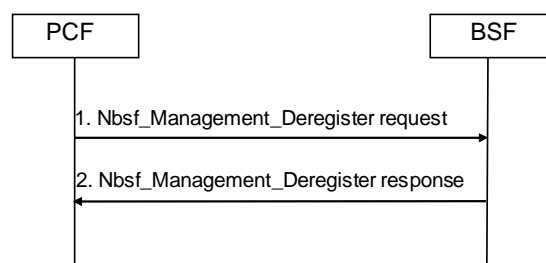 PCF
BSF
1. Nbsf_Management_Deregister request
2. Nbsf_Management_Deregister response